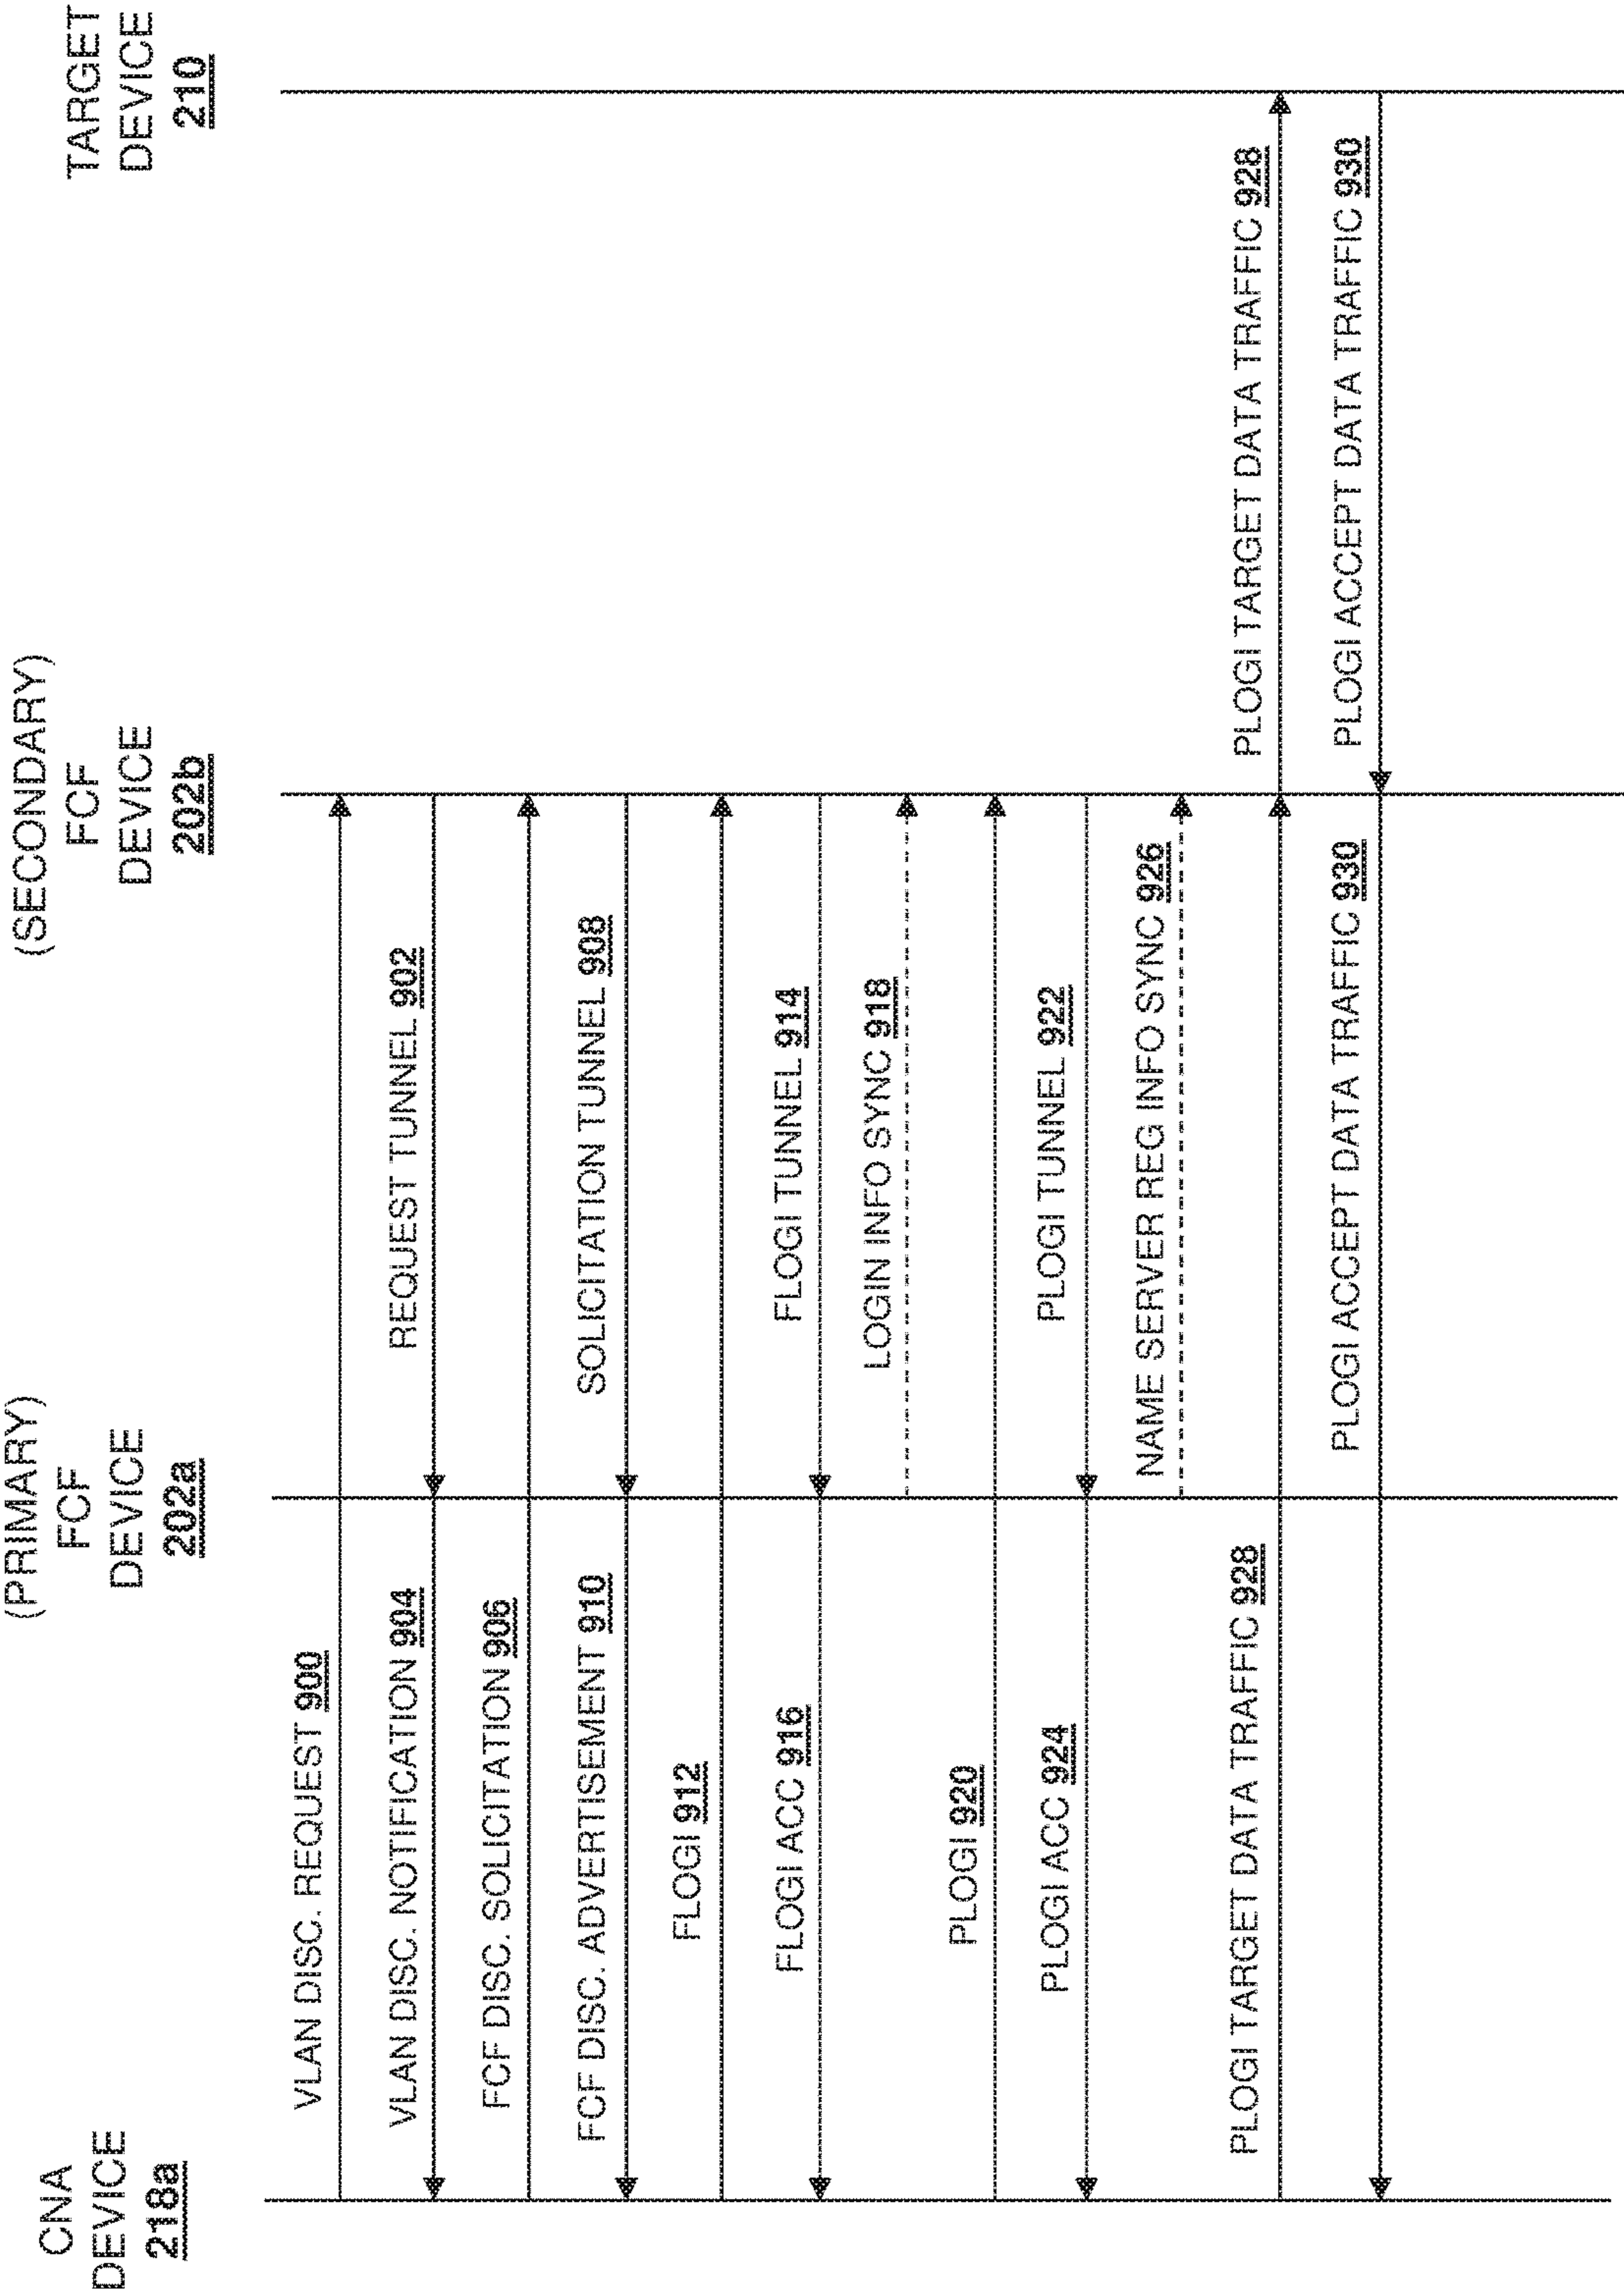 CNA
DEVICE
218a
(PRIMARY)
FCF
DEVICE
202a
(SECONDARY)
FCF
DEVICE
202b
TARGET
DEVICE
210
VLAN DISC. REQUEST 900
VLAN DISC. NOTIFICATION 904
REQUEST TUNNEL 902
FCF DISC. SOLICITATION 906
FCF DISC. ADVERTISEMENT 910
SOLICITATION TUNNEL 908
FLOGI 912
FLOGI ACC 916
FLOGI TUNNEL 914
LOGIN INFO SYNC 918
PLOGI 920
PLOGI ACC 924
PLOGI TUNNEL 922
NAME SERVER REG INFO SYNC 926
PLOGI TARGET DATA TRAFFIC 928
PLOGI TARGET DATA TRAFFIC 928
PLOGI ACCEPT DATA TRAFFIC 930
PLOGI ACCEPT DATA TRAFFIC 930